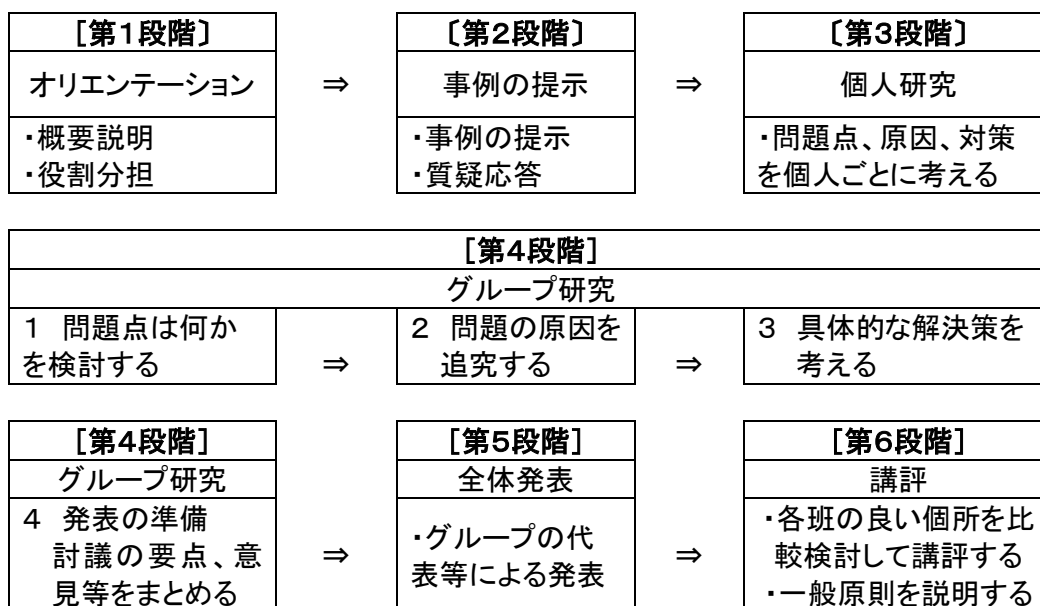 [第1段階〕
オリエンテーション
・概要説明
・役割分担
⇒
〔第2段階〕
事例の提示
・事例の提示
・質疑応答
⇒
〔第3段階〕
個人研究
・問題点、原因、対策
を個人ごとに考える
[第4段階]
グループ研究
1 問題点は何か
を検討する
⇒
2 問題の原因を
追究する
⇒
3 具体的な解決策を
考える
[第4段階]
グループ研究
4 発表の準備
討議の要点、意
見等をまとめる
⇒
[第5段階]
全体発表
・グループの代
表等による発表
⇒
[第6段階]
講評
・各班の良い個所を比
較検討して講評する
・一般原則を説明する